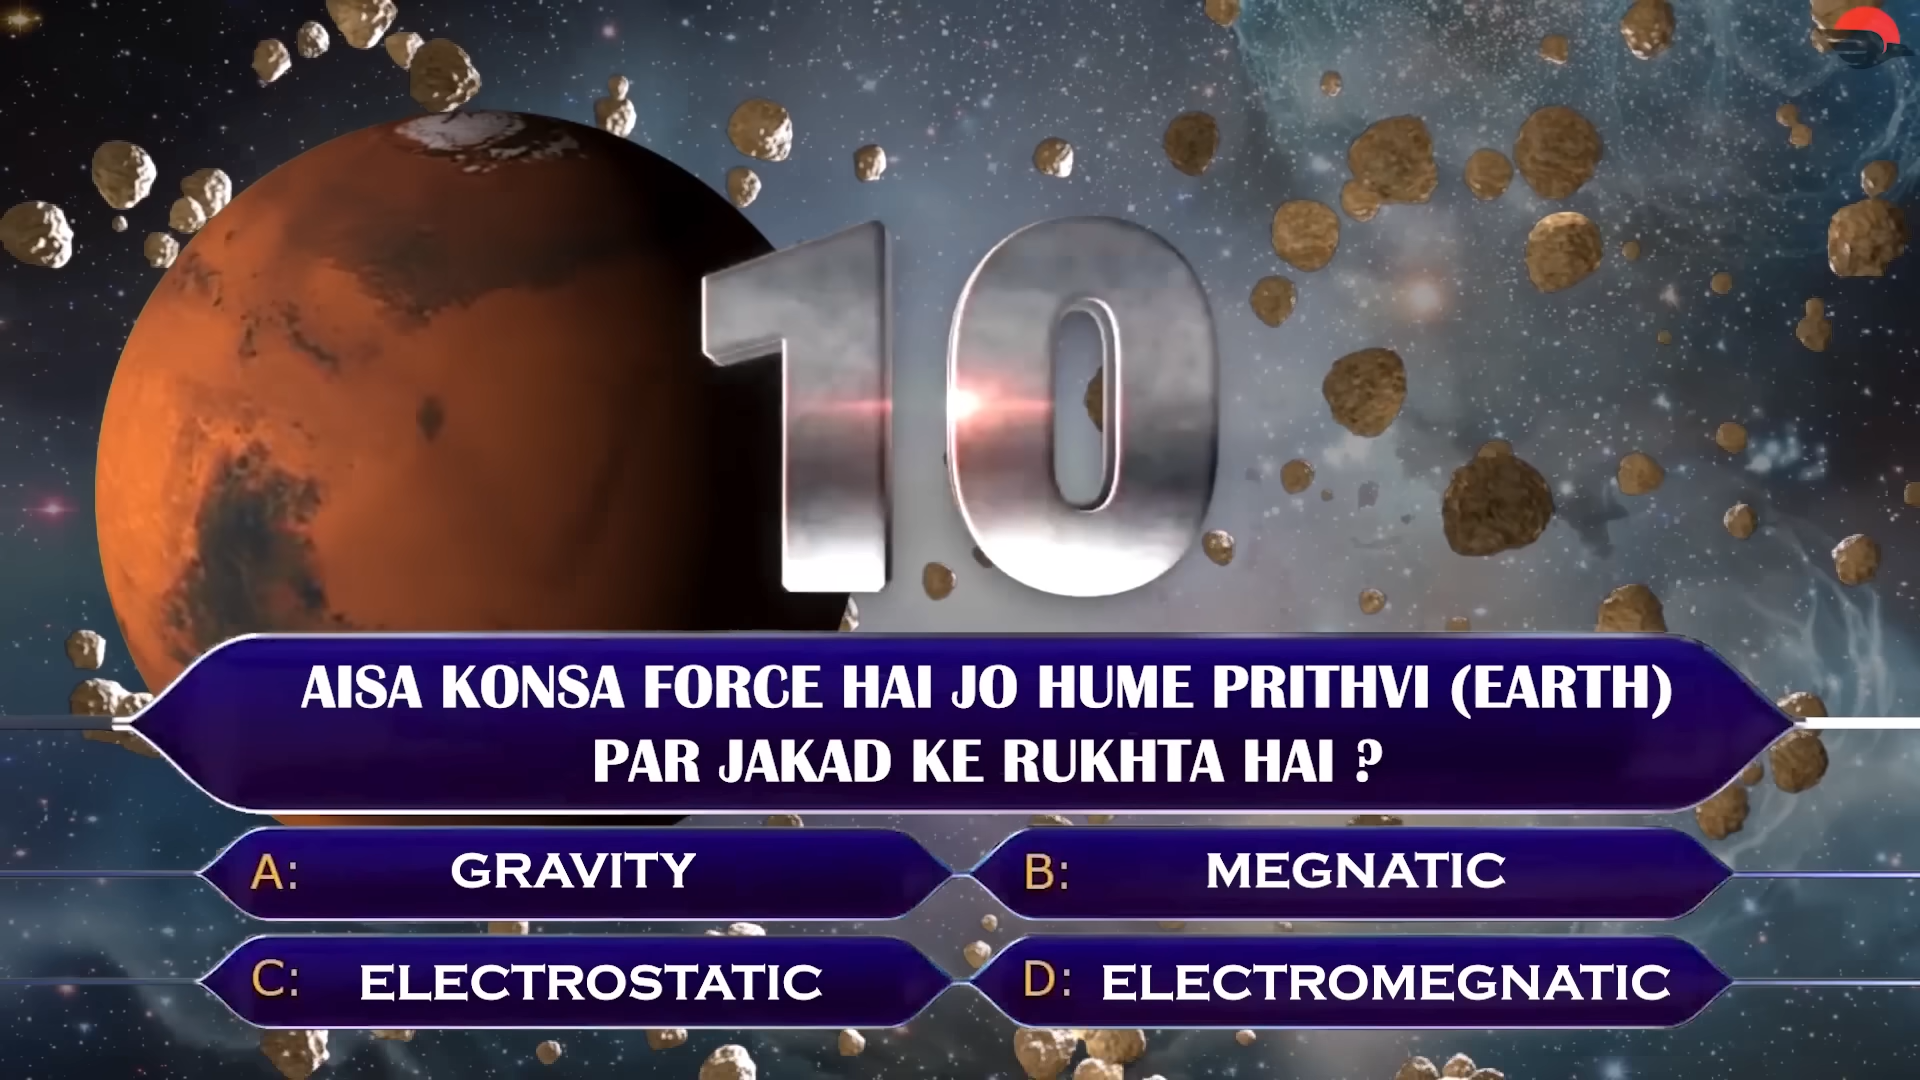 10
AISA KONSA FORCE HAI JO HUME PRITHVI (EARTH)
PAR JAKAD KE RUKHTA HAI ?
A: GRAVITY
B: MEGNATIC
C: ELECTROSTATIC
D: ELECTROMEGNATIC